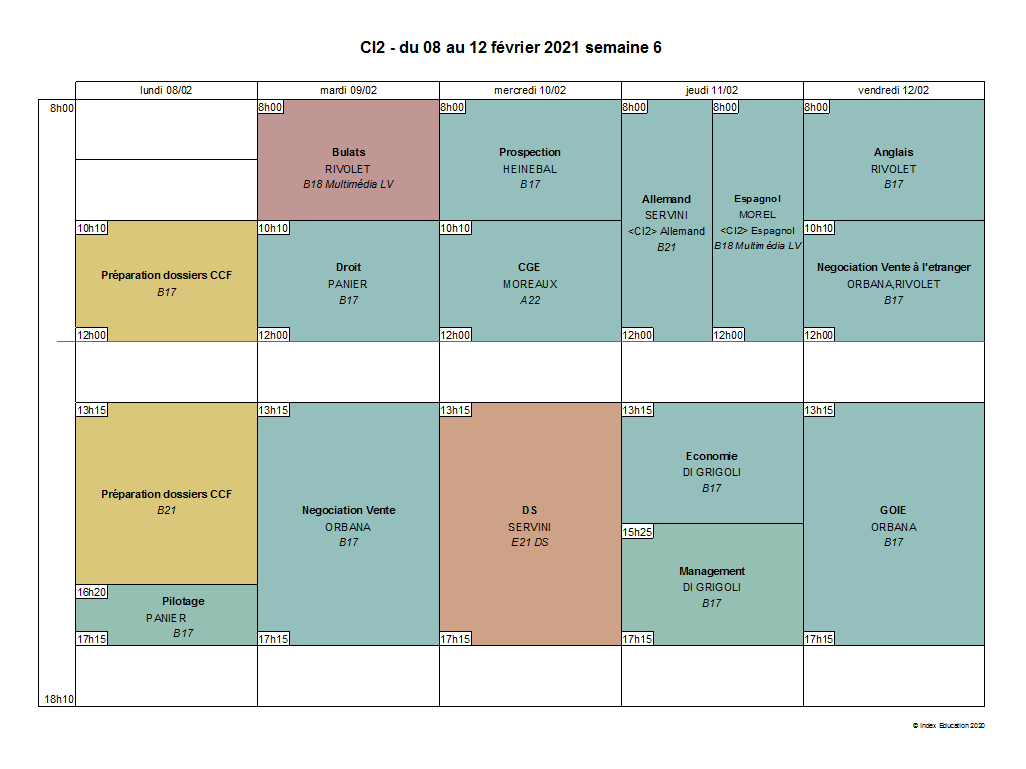 CI2 - du 08 au 12 février 2021 semaine 6
lundi 08/02
mardi 09/02
mercredi 10/02
jeudi 11/02
vendredi 12/02
8h00
10h10
Préparation dossiers CCF
B17
12h00
13h15
Préparation dossiers CCF
B21
16h20
Pilotage
PANIER
B17
17h15
18h10
8h00
Bulats
RIVOLET
B18 Multimédia LV
10h10
Droit
PANIER
B17
12h00
13h15
Negociation Vente
ORBANA
B17
17h15
8h00
Prospection
HEINEBAL
B17
10h10
CGE
MOREAUX
A22
12h00
13h15
DS
SERVINI
E21 DS
17h15
8h00
Allemand
SERVINI
<CI2> Allemand
B21
12h00
8h00
Espagnol
MOREL
<CI2> Espagnol
B18 Multimédia LV
12h00
13h15
Economie
DI GRIGOLI
B17
15h25
Management
DI GRIGOLI
B17
17h15
8h00
Anglais
RIVOLET
B17
10h10
Negociation Vente à l'etranger
ORBANA,RIVOLET
B17
12h00
13h15
GOIE
ORBANA
B17
17h15
© Index Education 2020